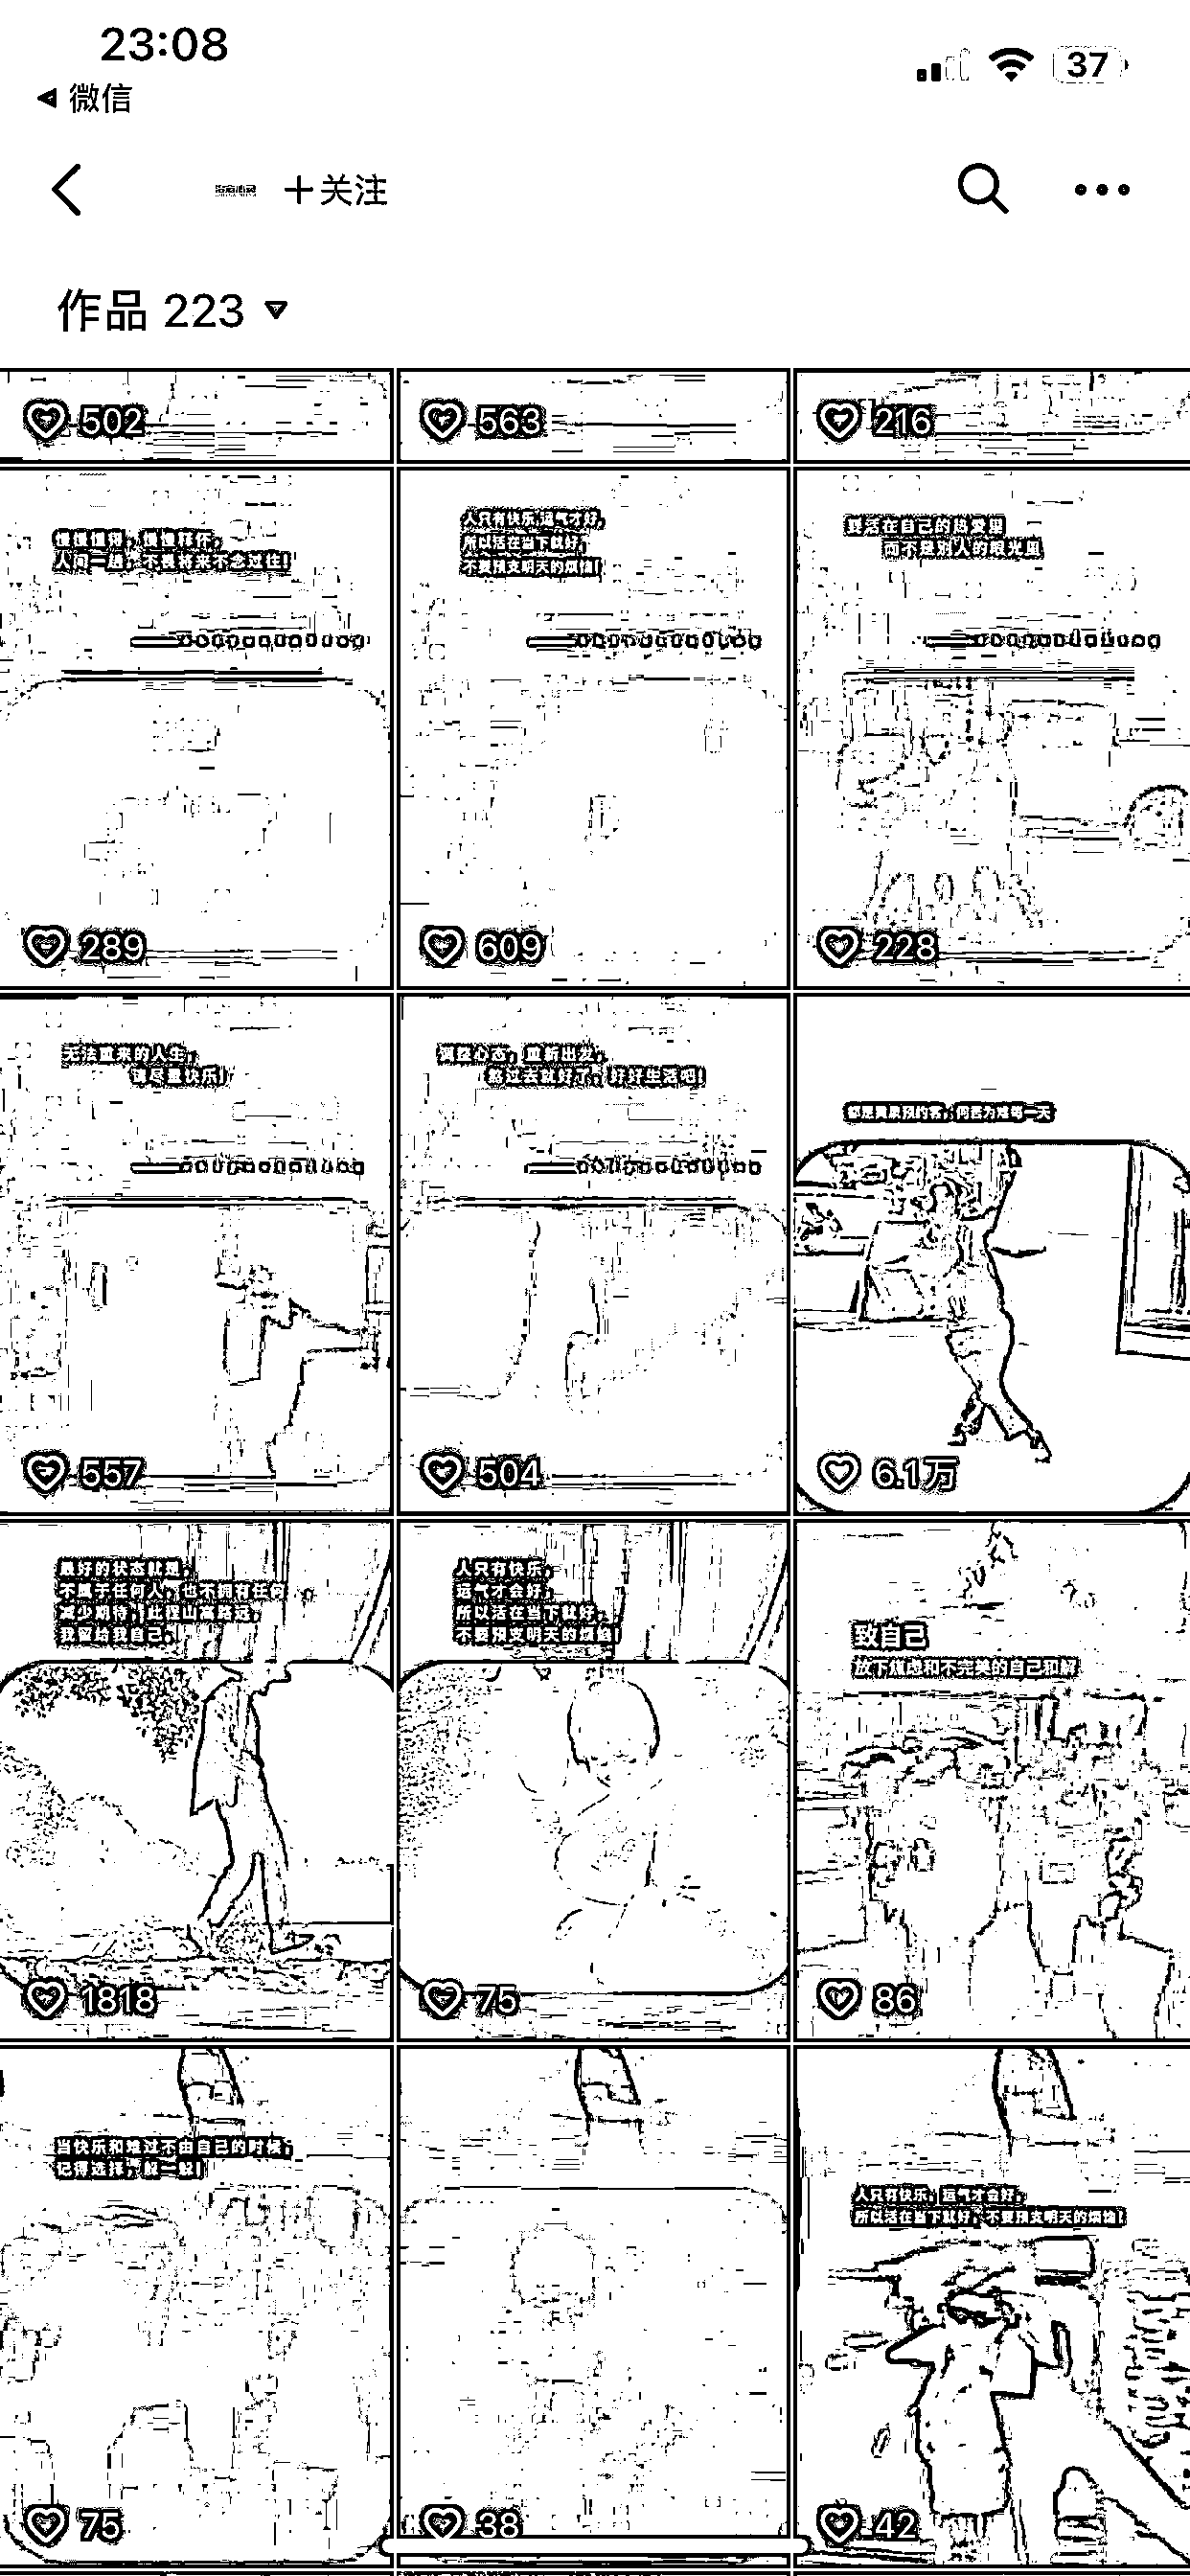 23:08
37
微信
+关注
作品 223
502
563
216
慢慢懂得，慢慢释怀，
人间一趟，不畏将来不念过往！
人只有快乐,运气才好,
所以活在当下就好,
不要预支明天的烦恼!
要活在自己的热爱里
而不是别人的眼光里
289
609
228
无法重来的人生，
请尽量快乐！
调整心态，重新出发，
熬过去就好了，好好生活吧！
都是莫原预约客，何苦为难每一天
557
504
6.1万
最好的状态就是，
不属于任何人，也不拥有任何
减少期待，此程山高路远，
我留给我自己。
人只有快乐，
运气才会好，
所以活在当下就好，
不要预支明天的烦恼！
致自己
放下焦虑和不完美的自己和解
1818
75
86
当快乐和难过不由自己的时候，
记得选择，躲一躲！
人只有快乐，运气才会好，
所以活在当下就好，不要预支明天的烦恼！
75
38
42